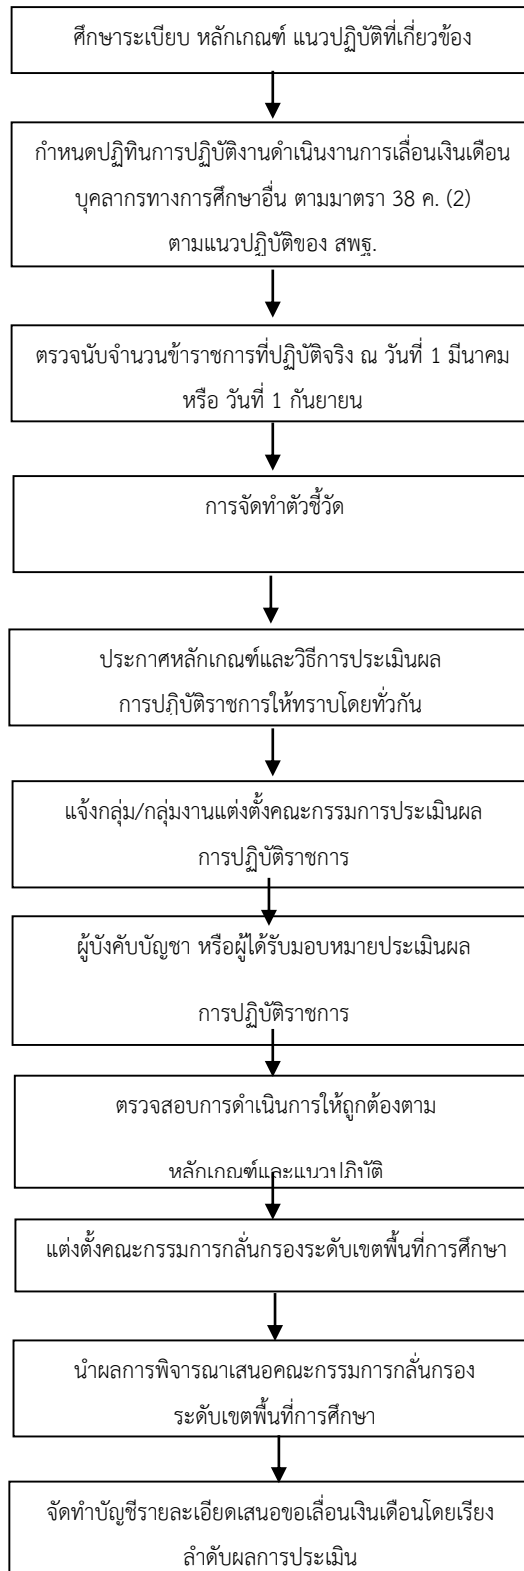 ศึกษาระเบียบ หลักเกณฑ์ แนวปฏิบัติที่เกี่ยวข้อง
กำหนดปฏิทินการปฏิบัติงานดำเนินงานการเลื่อนเงินเดือน
บุคลากรทางการศึกษาอื่น ตามมาตรา 38 ค. (2)
ตามแนวปฏิบัติของ สพฐ.
ตรวจนับจำนวนข้าราชการที่ปฏิบัติจริง ณ วันที่ 1 มีนาคม
หรือ วันที่ 1 กันยายน
การจัดทำตัวชี้วัด
ประกาศหลักเกณฑ์และวิธีการประเมินผล
การปฏิบัติราชการให้ทราบโดยทั่วกัน
แจ้งกลุ่ม/กลุ่มงานแต่งตั้งคณะกรรมการประเมินผล
การปฏิบัติราชการ
ผู้บังคับบัญชา หรือผู้ได้รับมอบหมายประเมินผล
การปฏิบัติราชการ
ตรวจสอบการดำเนินการให้ถูกต้องตาม
หลักเกณฑ์และแนวปฏิบัติ
แต่งตั้งคณะกรรมการกลั่นกรองระดับเขตพื้นที่การศึกษา
นำผลการพิจารณาเสนอคณะกรรมการกลั่นกรอง
ระดับเขตพื้นที่การศึกษา
จัดทำบัญชีรายละเอียดเสนอขอเลื่อนเงินเดือนโดยเรียง
ลำดับผลการประเมิน